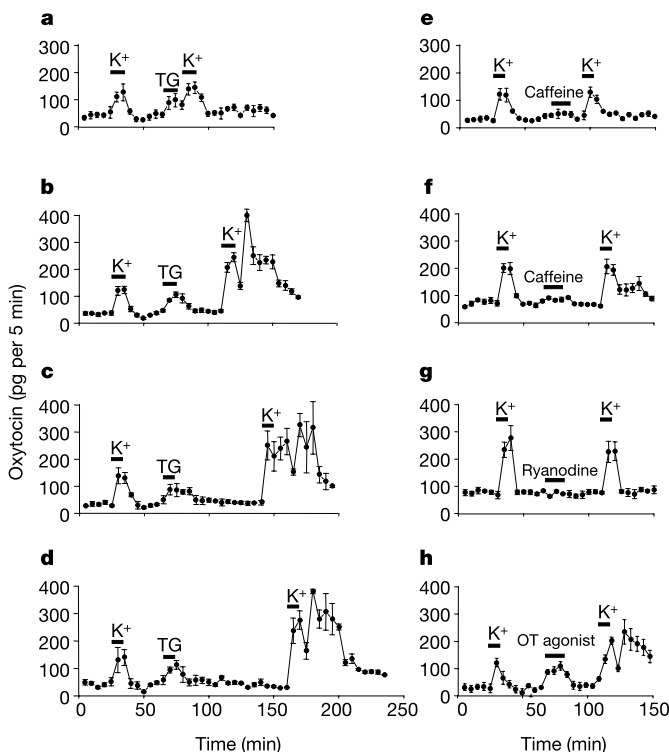 a
300
200
100
0
K+
TG
K+
b
400
300
200
100
0
K+
TG
K+
c
400
300
200
100
0
K+
TG
K+
d
400
300
200
100
0
K+
TG
K+
0 50 100 150 200 250
Time (min)
Oxytocin (pg per 5 min)
e
300
200
100
0
K+
Caffeine
K+
f
400
300
200
100
0
K+
Caffeine
K+
g
400
300
200
100
0
K+
Ryanodine
K+
h
400
300
200
100
0
K+
OT agonist
K+
0 50 100 150
Time (min)